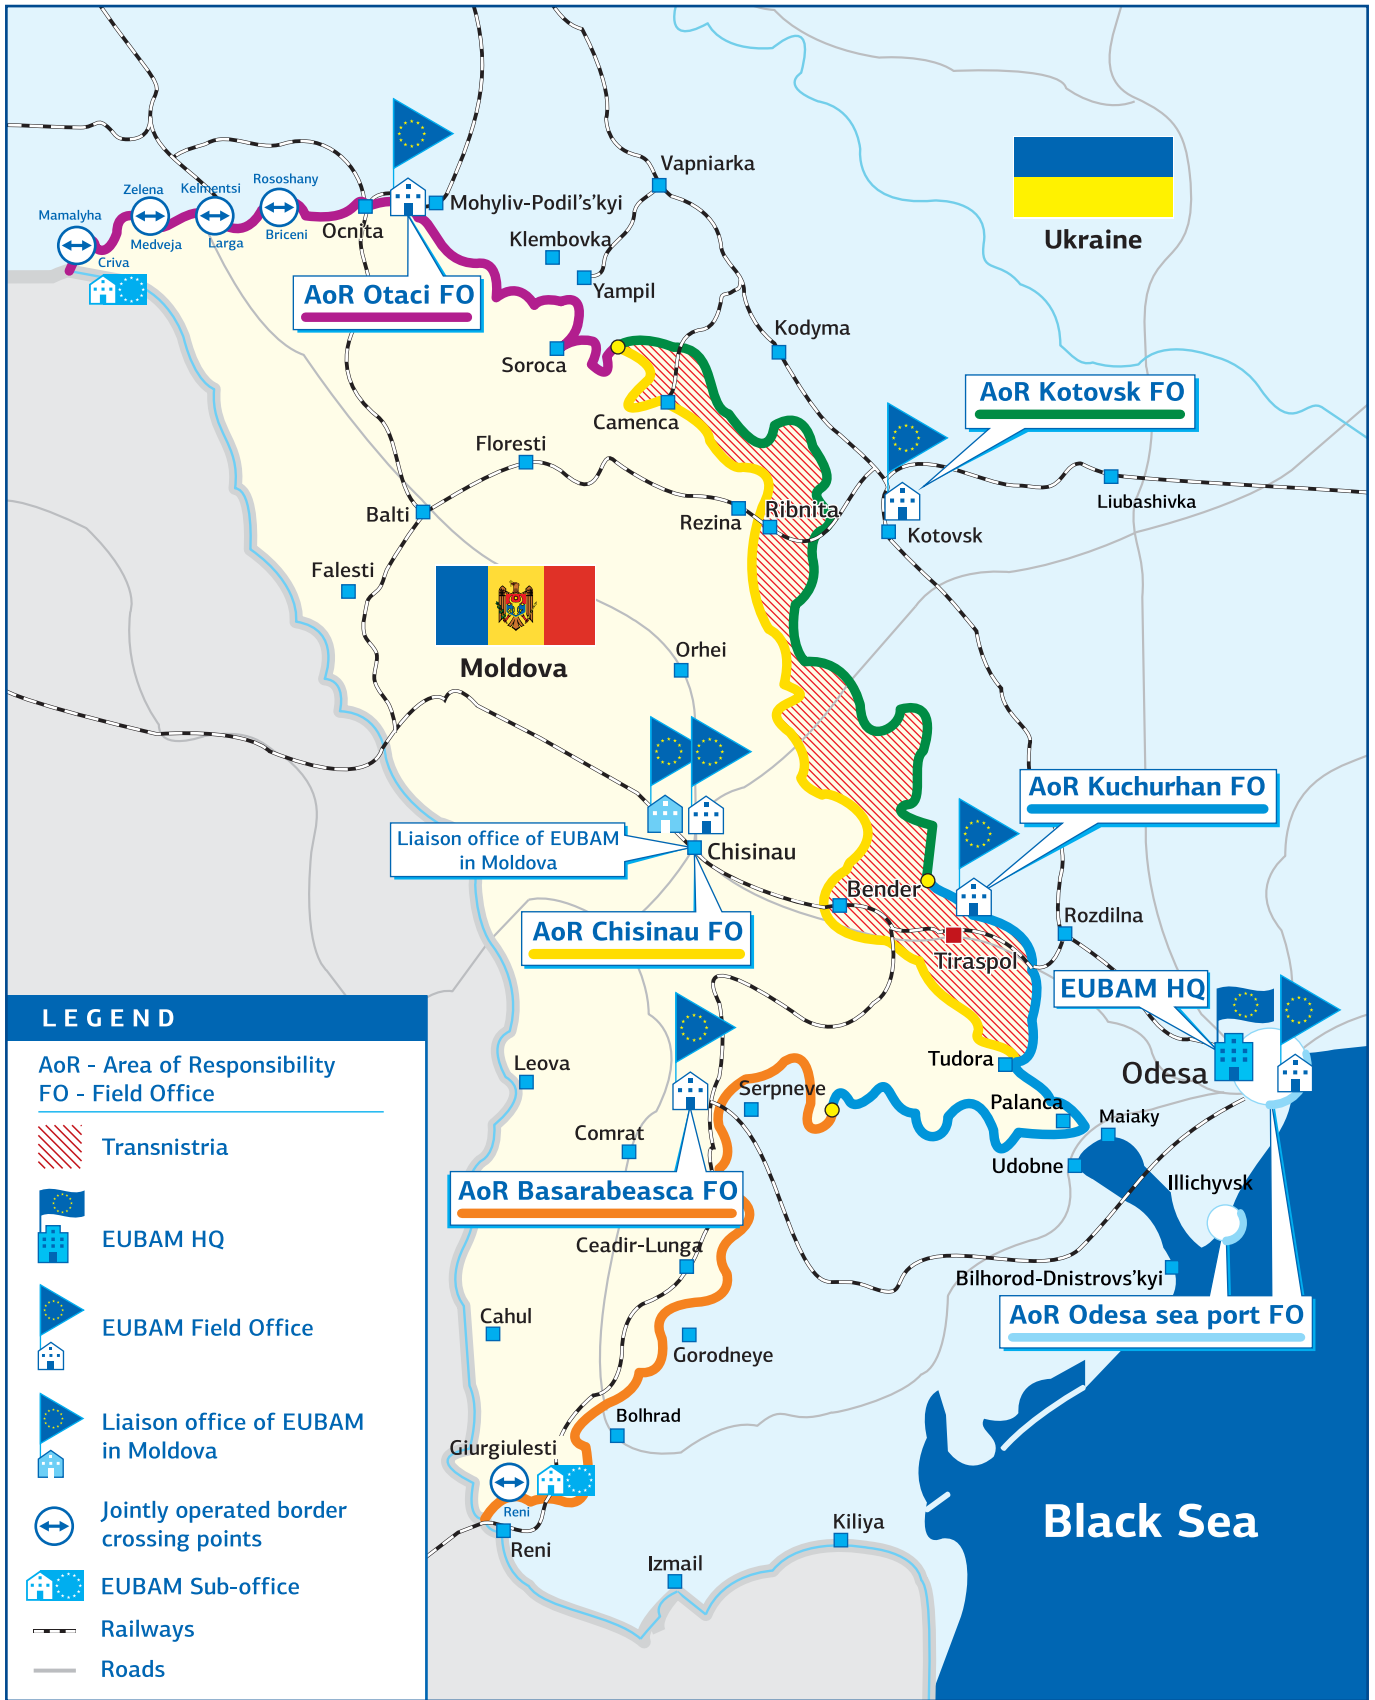 Vapniarka
Ukraine
Zelena
Kelmentsi
Rososhany
Mamalyha
Mohyliv-Podil's'kyi
Medveja
Larga
Briceni
Ocnita
Criva
Klembovka
Yampil
AoR Otaci FO
Kodyma
Soroca
AoR Kotovsk FO
Camenca
Floresti
Liubashivka
Balti
Rezina
Ribnita
Kotovsk
Falesti
Moldova
Orhei
AoR Kuchurhan FO
Liaison office of EUBAM
in Moldova
Chisinau
Bender
Rozdilna
AoR Chisinau FO
Tiraspol
EUBAM HQ
Odesa
Tudora
Leova
Serpneve
Palanca
Maiaky
Comrat
Udobne
Illichyvsk
AoR Basarabeasca FO
Ceadir-Lunga
Bilhorod-Dnistrovs'kyi
Cahul
AoR Odesa sea port FO
Gorodneye
Bolhrad
Giurgiulesti
Reni
Reni
Kiliya
Izmail
Black Sea
LEGEND
AoR - Area of Responsibility
FO - Field Office
Transnistria
EUBAM HQ
EUBAM Field Office
Liaison office of EUBAM
in Moldova
Jointly operated border
crossing points
EUBAM Sub-office
Railways
Roads